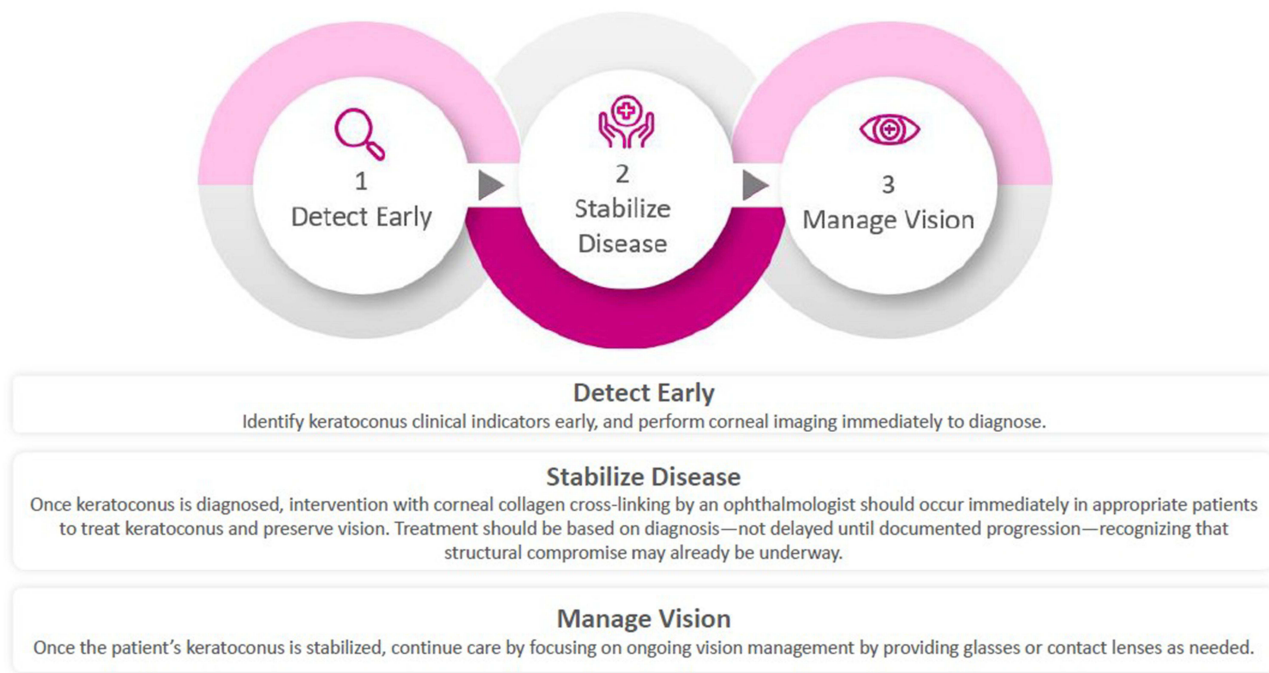 1
Detect Early
2
Stabilize
Disease
3
Manage Vision
Detect Early
Identify keratoconus clinical indicators early, and perform corneal imaging immediately to diagnose.
Stabilize Disease
Once keratoconus is diagnosed, intervention with corneal collagen cross-linking by an ophthalmologist should occur immediately in appropriate patients
to treat keratoconus and preserve vision. Treatment should be based on diagnosis—not delayed until documented progression—recognizing that
structural compromise may already be underway.
Manage Vision
Once the patient’s keratoconus is stabilized, continue care by focusing on ongoing vision management by providing glasses or contact lenses as needed.